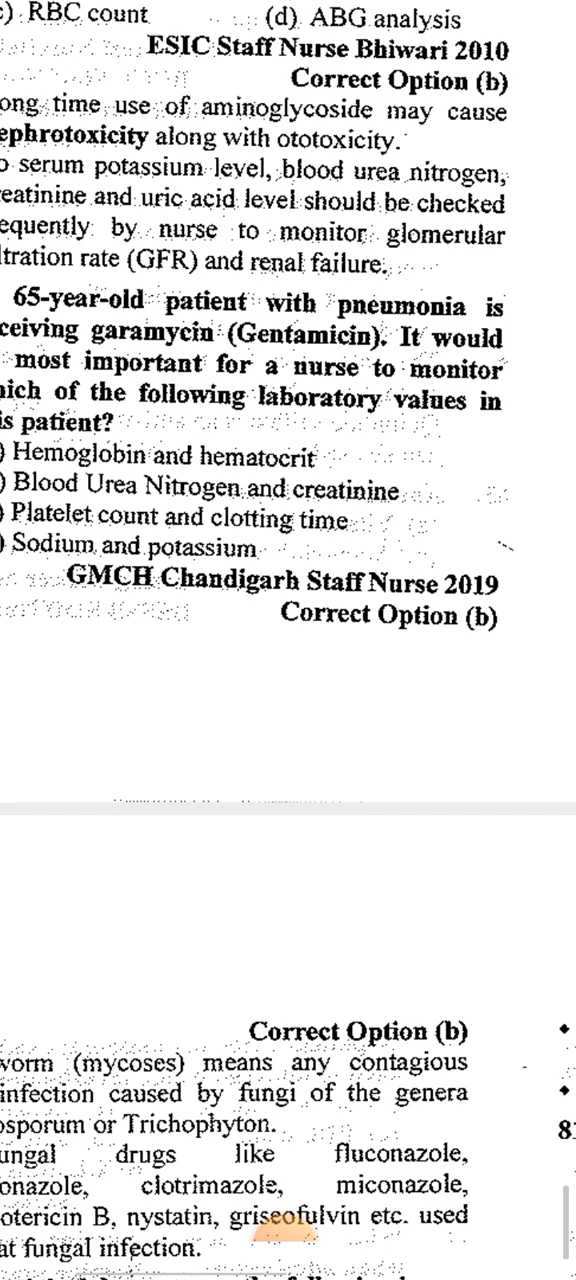 c) RBC count (d) ABG analysis
ESIC Staff Nurse Bhiwari 2010
Correct Option (b)
ong time use of aminoglycoside may cause
ephrotoxicity along with ototoxicity.
o serum potassium level, blood urea nitrogen,
eatinine and uric acid level should be checked
equently by nurse to monitor glomerular
ltration rate (GFR) and renal failure.
65-year-old patient with pneumonia is
ceiving garamycin (Gentamicin). It would
most important for a nurse to monitor
hich of the following laboratory values in
is patient?
) Hemoglobin and hematocrit
) Blood Urea Nitrogen and creatinine
) Platelet count and clotting time
) Sodium and potassium
GMCH Chandigarh Staff Nurse 2019
Correct Option (b)
Correct Option (b)
worm (mycoses) means any contagious
infection caused by fungi of the genera
osporum or Trichophyton.
ungal drugs like fluconazole,
onazole, clotrimazole, miconazole,
otericin B, nystatin, griseofulvin etc. used
at fungal infection.